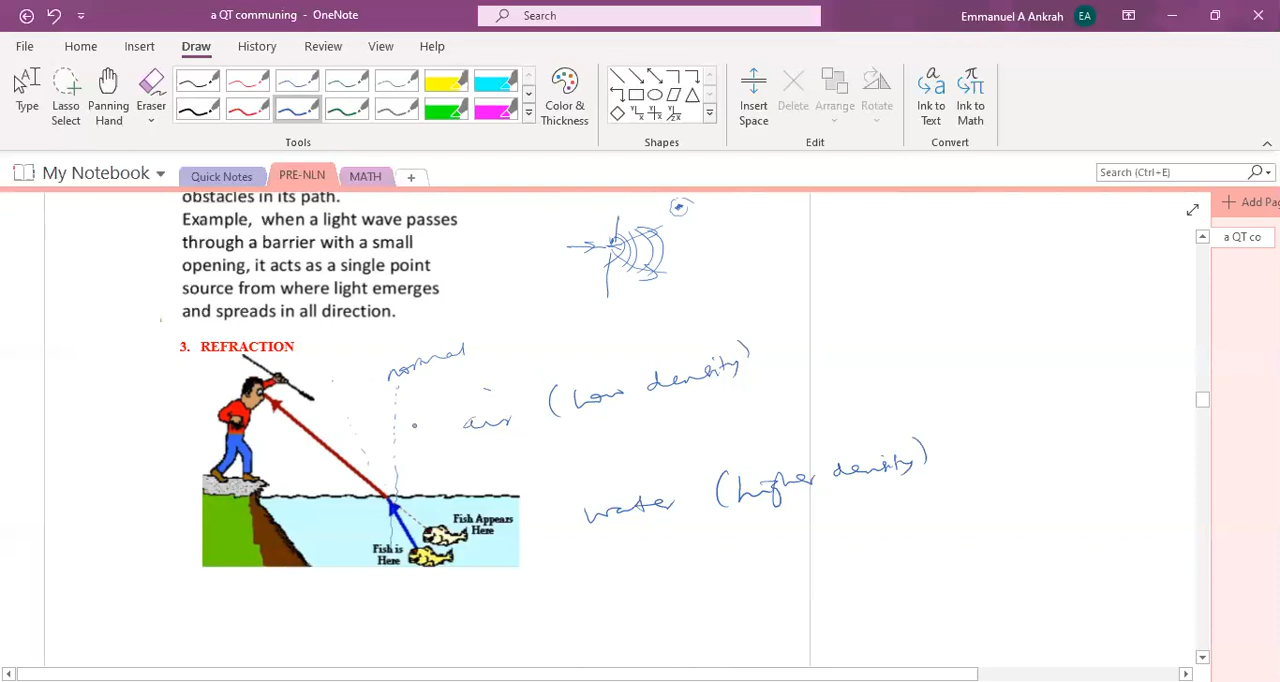 a QT communing - OneNote
Search
Emmanuel A Ankrah
EA
File Home Insert Draw History Review View Help
Type
Lasso Select
Panning Hand
Eraser
Color & Thickness
Insert Space
Delete
Arrange
Rotate
Ink to Text
Ink to Math
Tools
Shapes
Edit
Convert
My Notebook
Quick Notes
PRE-NLN
MATH
Search (Ctrl+E)
Add Pag
a QT co
obstacles in its path.
Example, when a light wave passes
through a barrier with a small
opening, it acts as a single point
source from where light emerges
and spreads in all direction.
3. REFRACTION
normal
air (low density)
water (higher density)
Fish Appears
Here
Fish is
Here